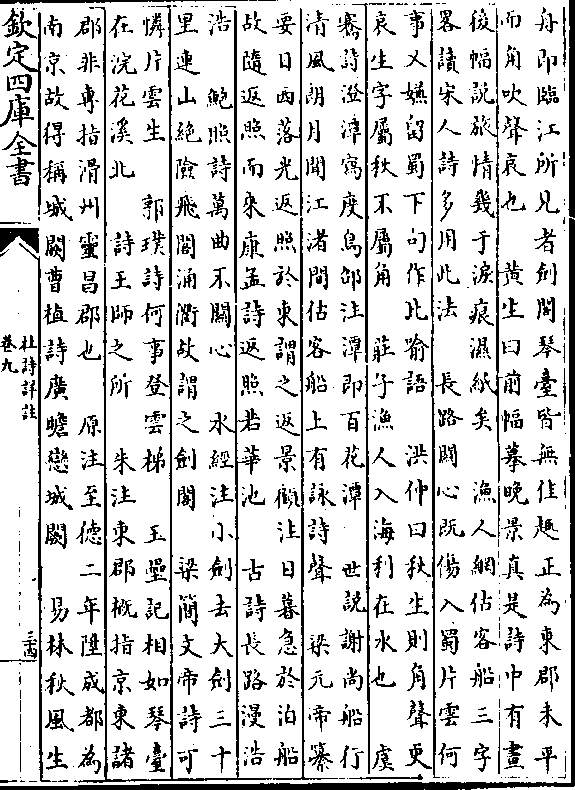 舟即臨江所見者劍閣琴臺皆無佳趣正為東郡未平
而角吹聲哀也　黃生曰前幅摹晚景真是詩中有畫
後幅説旅情幾于淚痕濕紙矣　漁人網估客船三字
畧讀宋人詩多用此法　長路關心既傷入蜀片雲何
事又嫌留蜀下句作比喻語　洪仲曰秋生則角聲更
哀生字屬秋不屬角　莊子漁人入海利在水也　虞
騫詩澄潭寫度鳥邵注潭即百花潭　世説謝尚船行
清風朗月聞江渚間估客船上有詠詩聲　梁元帝纂
要日西落光返照於東謂之返景顧注日暮急於泊船
故隨返照而來康孟詩返照若華池　古詩長路漫浩
浩　鮑照詩萬曲不關心　水經注小劍去大劍三十
里連山絶險飛閣通衢故謂之劍閣　梁簡文帝詩可
憐片雲生　郭璞詩何事登雲梯　玉壘記相如琴臺
在浣花溪北　詩王師之所　朱注東郡概指京東諸
郡非專指滑州靈昌郡也　原注至德二年陞成都為
南京故得稱城闕曹植詩廣瞻戀城闕　易林秋風生
欽定四庫全書
杜詩詳註
卷九
三四